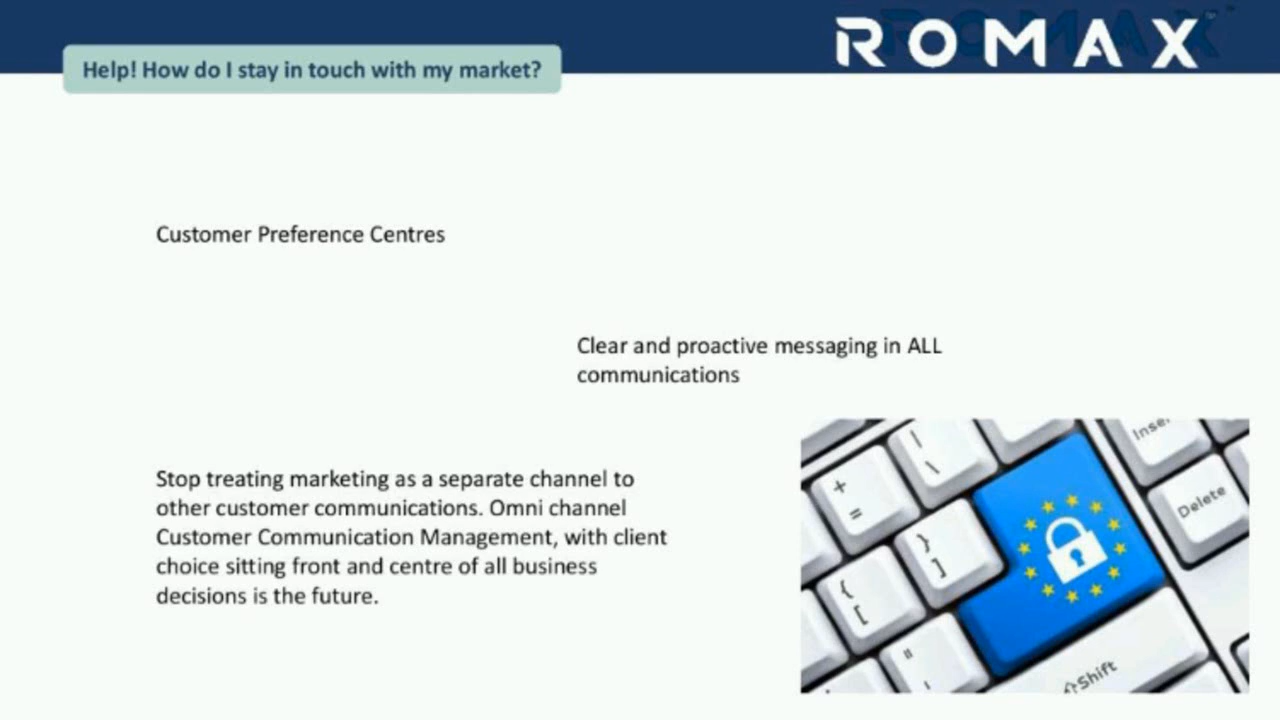 ROMAX
Help! How do I stay in touch with my market?
Customer Preference Centres
Clear and proactive messaging in ALL
communications
Stop treating marketing as a separate channel to
other customer communications. Omni channel
Customer Communication Management, with client
choice sitting front and centre of all business
decisions is the future.
+
=
|
\
}
]
{
[
"
'
Inse
Delete
⇧Shift